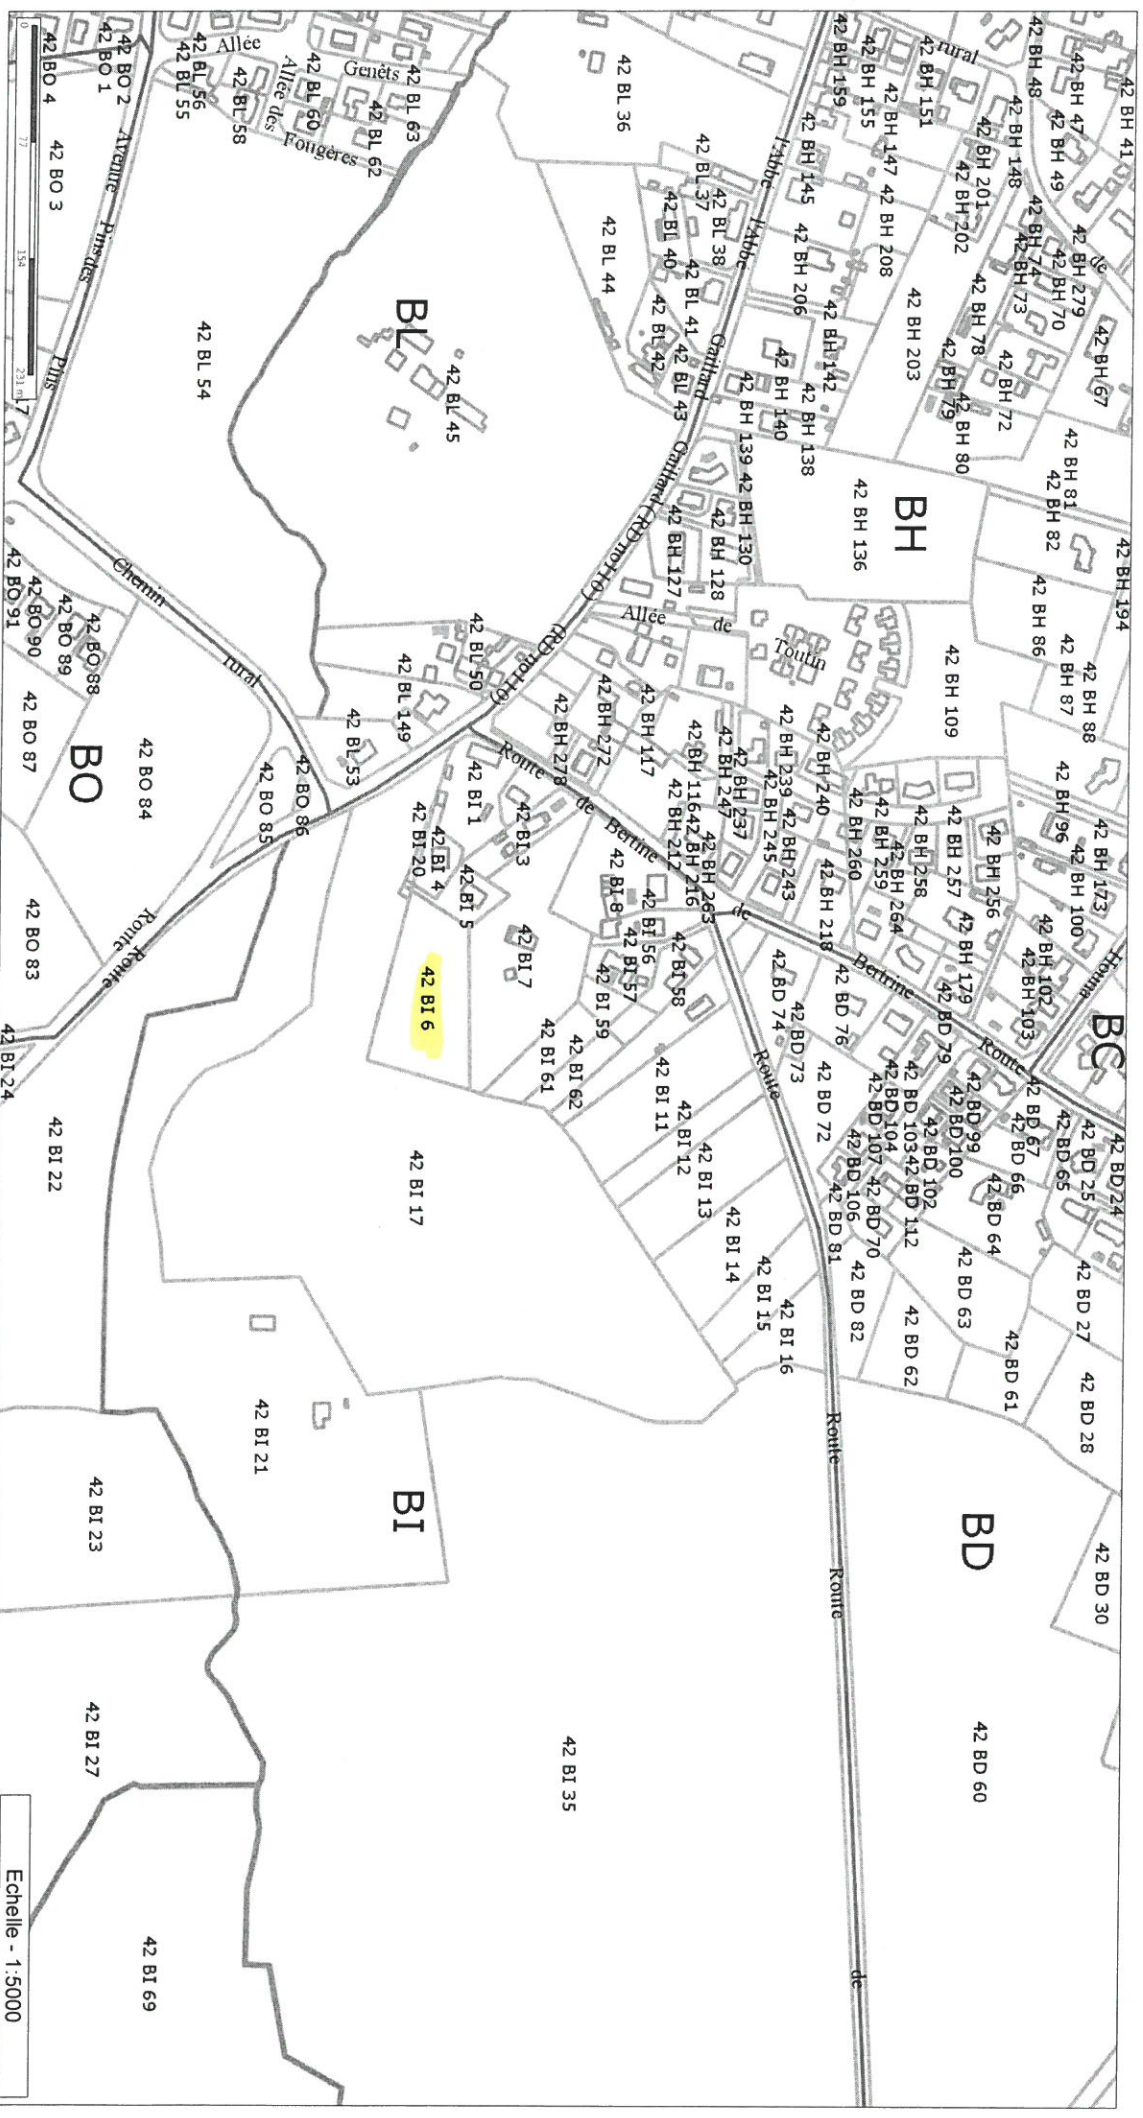 42 BH 41
42 BH 47
42 BH 48
42 BH 49
rural
42 BH 151
42 BH 155
42 BH 159
42 BH 148
42 BH 147
42 BH 145
42 BH 201
42 BH 202
42 BH 208
42 BH 206
42 BH 203
de
42 BH 279
42 BH 70
42 BH 74
42 BH 73
42 BH 67
42 BH 78
42 BH 72
42 BH 79
42 BH 80
42 BH 142
42 BH 138
42 BH 140
42 BH 139
42 BH 81
42 BH 82
42 BH 194
BH
42 BH 136
42 BH 130
42 BH 128
42 BH 127
42 BH 86
42 BH 87
42 BH 88
42 BH 109
Allée
de
Toutin
42 BH 96
42 BH 173
42 BH 100
42 BH 102
42 BH 103
Houna
BC
42 BH 239
42 BH 240
42 BH 260
42 BH 259
42 BH 258
42 BH 257
42 BH 256
42 BH 264
42 BH 179
42 BH 237
42 BH 247
42 BH 245
42 BH 243
42 BH 218
42 BH 116
42 BH 216
42 BH 212
42 BH 263
42 BH 117
42 BH 272
42 BH 278
Route
de
Bertine
de
Bertrine
Route
l'Abbé
l'Abbé
Gaillard
Gaillard (RD no110)
(RD no110)
42 BL 36
42 BL 37
42 BL 38
42 BL 40
42 BL 41
42 BL 42
42 BL 43
42 BL 44
BL
42 BL 45
42 BL 54
42 BL 50
42 BL 149
42 BL 53
42 BL 63
42 BL 62
42 BL 60
42 BL 58
42 BL 56
42 BL 55
Allée
Genêts
Allée des
Fougères
42 BO 2
42 BO 1
42 BO 4
42 BO 3
Avenue
Pins des
Pins
0
77
154
231 m
17
Chemin
rural
42 BO 91
42 BO 90
42 BO 89
42 BO 88
42 BO 87
BO
42 BO 84
42 BO 85
42 BO 86
42 BO 83
Route
Route
42 BI 1
42 BI 3
42 BI 4
42 BI 20
42 BI 5
42 BI 6
42 BI 7
42 BI 8
42 BI 56
42 BI 57
42 BI 58
42 BI 59
42 BI 61
42 BI 62
42 BI 11
42 BI 12
42 BI 13
42 BI 14
42 BI 15
42 BI 16
42 BI 17
42 BI 21
42 BI 22
42 BI 23
42 BI 24
42 BI 27
42 BI 35
42 BI 69
BI
Route
Route
Route
de
42 BD 74
42 BD 73
42 BD 76
42 BD 72
42 BD 79
42 BD 99
42 BD 100
42 BD 103
42 BD 104
42 BD 107
42 BD 102
42 BD 112
42 BD 106
42 BD 70
42 BD 81
42 BD 82
42 BD 67
42 BD 66
42 BD 65
42 BD 25
42 BD 24
42 BD 64
42 BD 63
42 BD 62
42 BD 61
42 BD 27
42 BD 28
42 BD 30
BD
42 BD 60
Echelle - 1:5000